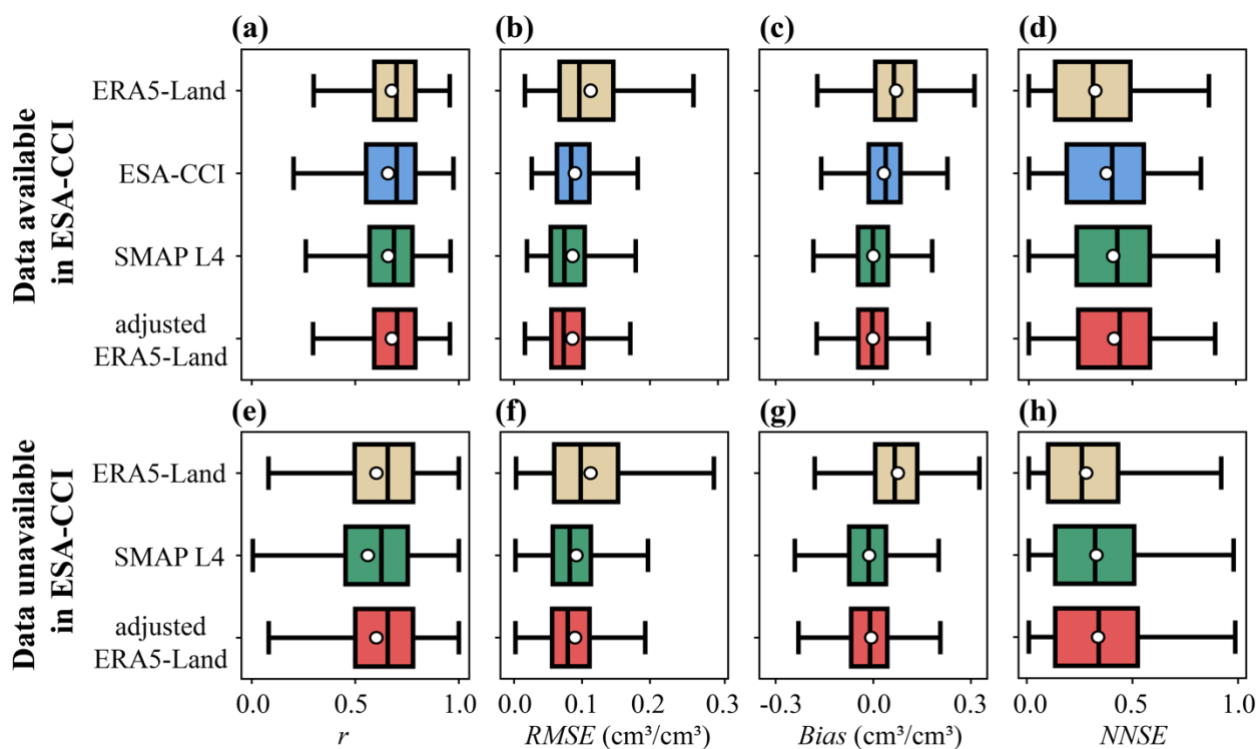 (a) (b) (c) (d)
Data available
in ESA-CCI
ERA5-Land
ESA-CCI
SMAP L4
adjusted
ERA5-Land
(e) (f) (g) (h)
Data unavailable
in ESA-CCI
ERA5-Land
SMAP L4
adjusted
ERA5-Land
0.0 0.5 1.0 0.0 0.1 0.2 0.3 -0.3 0.0 0.3 0.0 0.5 1.0
r RMSE (cm³/cm³) Bias (cm³/cm³) NNSE